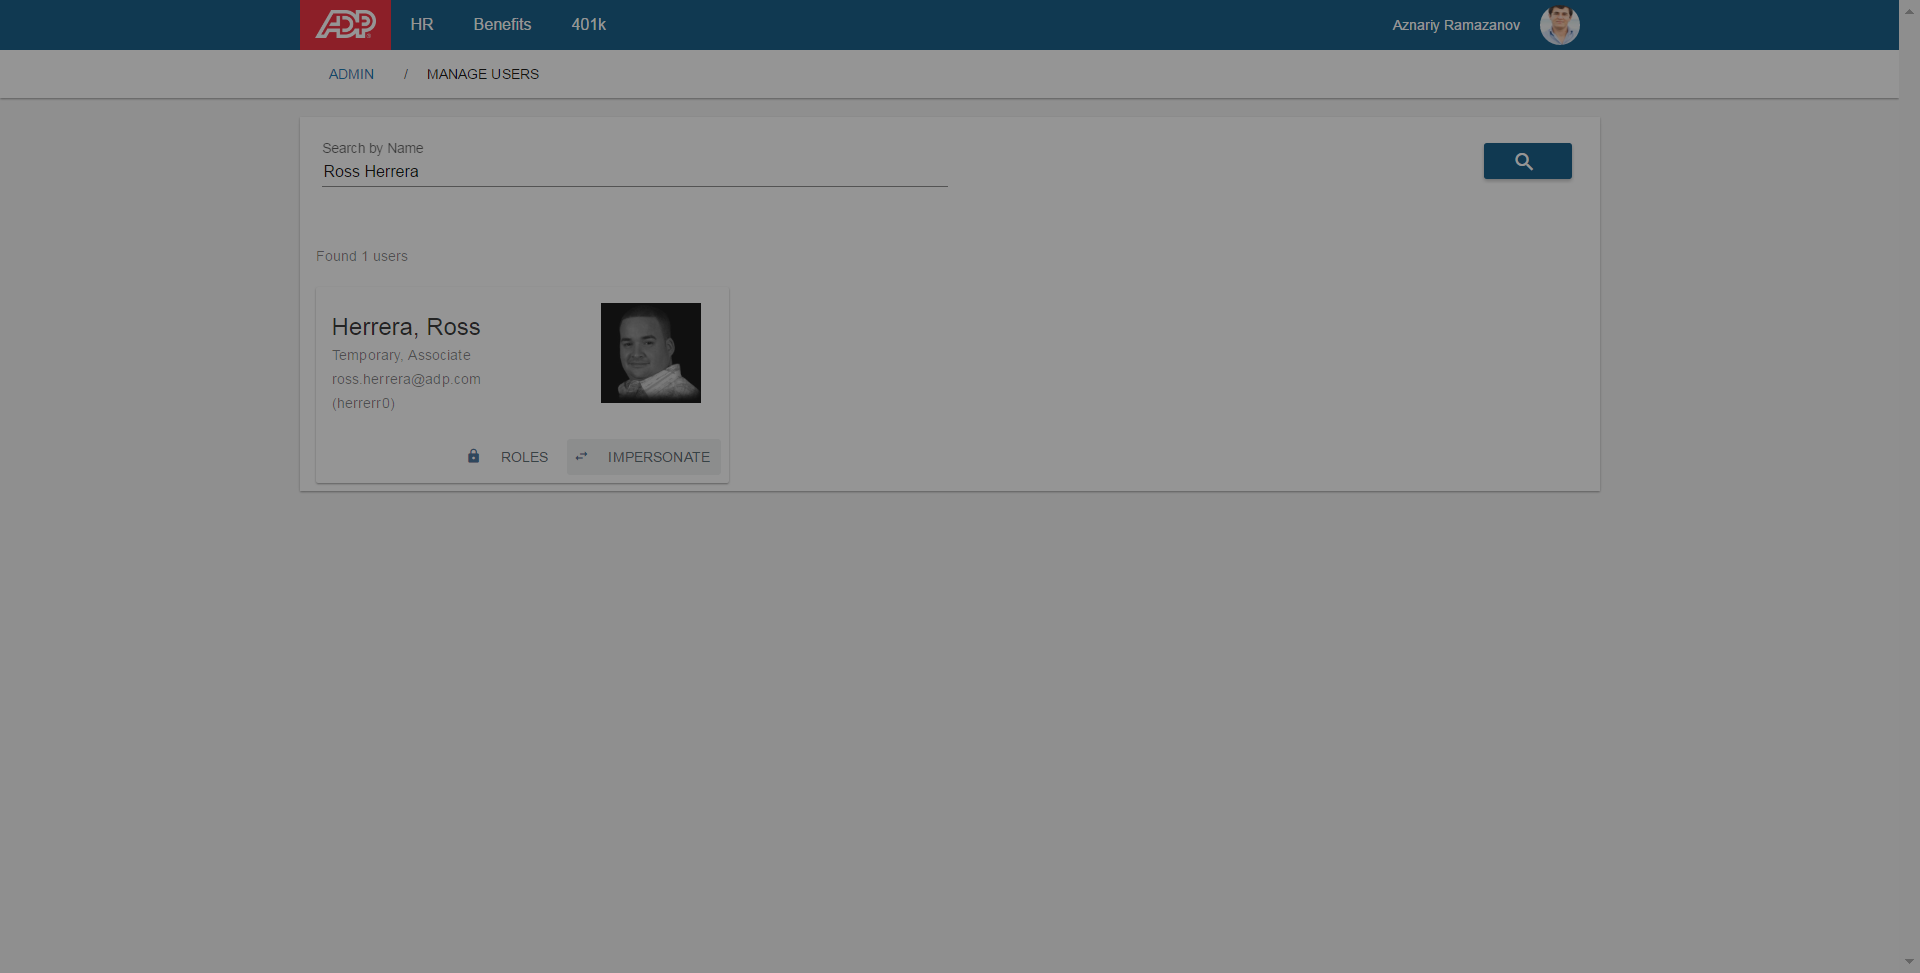 ADP HR Benefits 401k Aznariy Ramazanov
ADMIN / MANAGE USERS
Search by Name
Ross Herrera
Found 1 users
Herrera, Ross
Temporary, Associate
ross.herrera@adp.com
(herrerr0)
ROLES IMPERSONATE